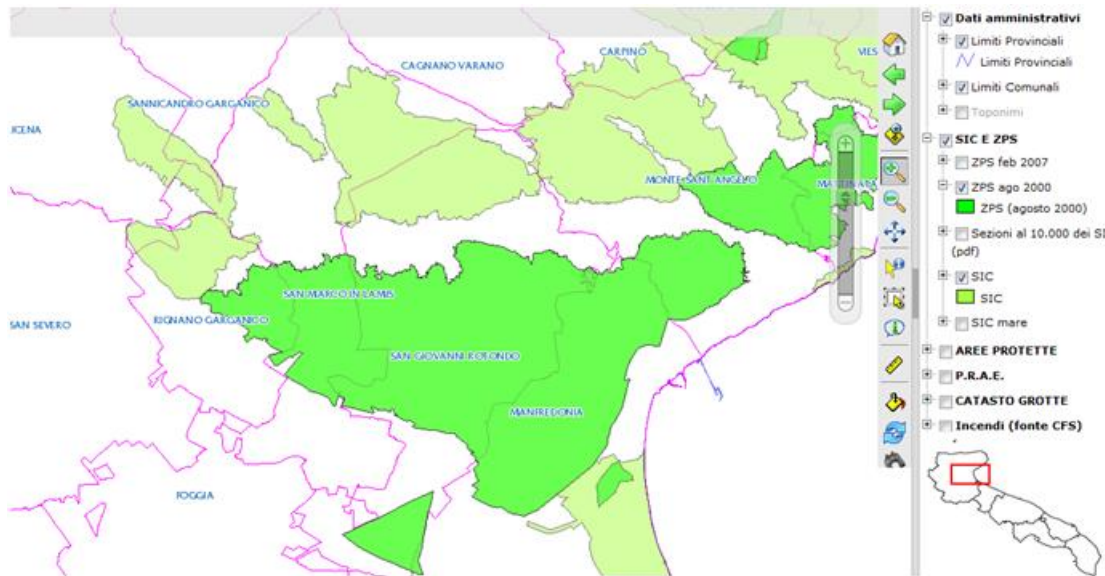 CARPINO
VIES
CAGNANO VARANO
SANNICANDRO GARGANICO
ICENA
MONTE SANT ANGELO
SAN MARCO IN LAMIS
SAN SEVERO
RIGNANO GARGANICO
SAN GIOVANNI ROTONDO
MANFREDONIA
FOGGIA
Dati amministrativi
Limiti Provinciali
Limiti Provinciali
Limiti Comunali
Toponimi
SIC E ZPS
ZPS feb 2007
ZPS ago 2000
ZPS (agosto 2000)
Sezioni al 10.000 dei SI
(pdf)
SIC
SIC
SIC mare
AREE PROTETTE
P.R.A.E.
CATASTO GROTTE
Incendi (fonte CFS)